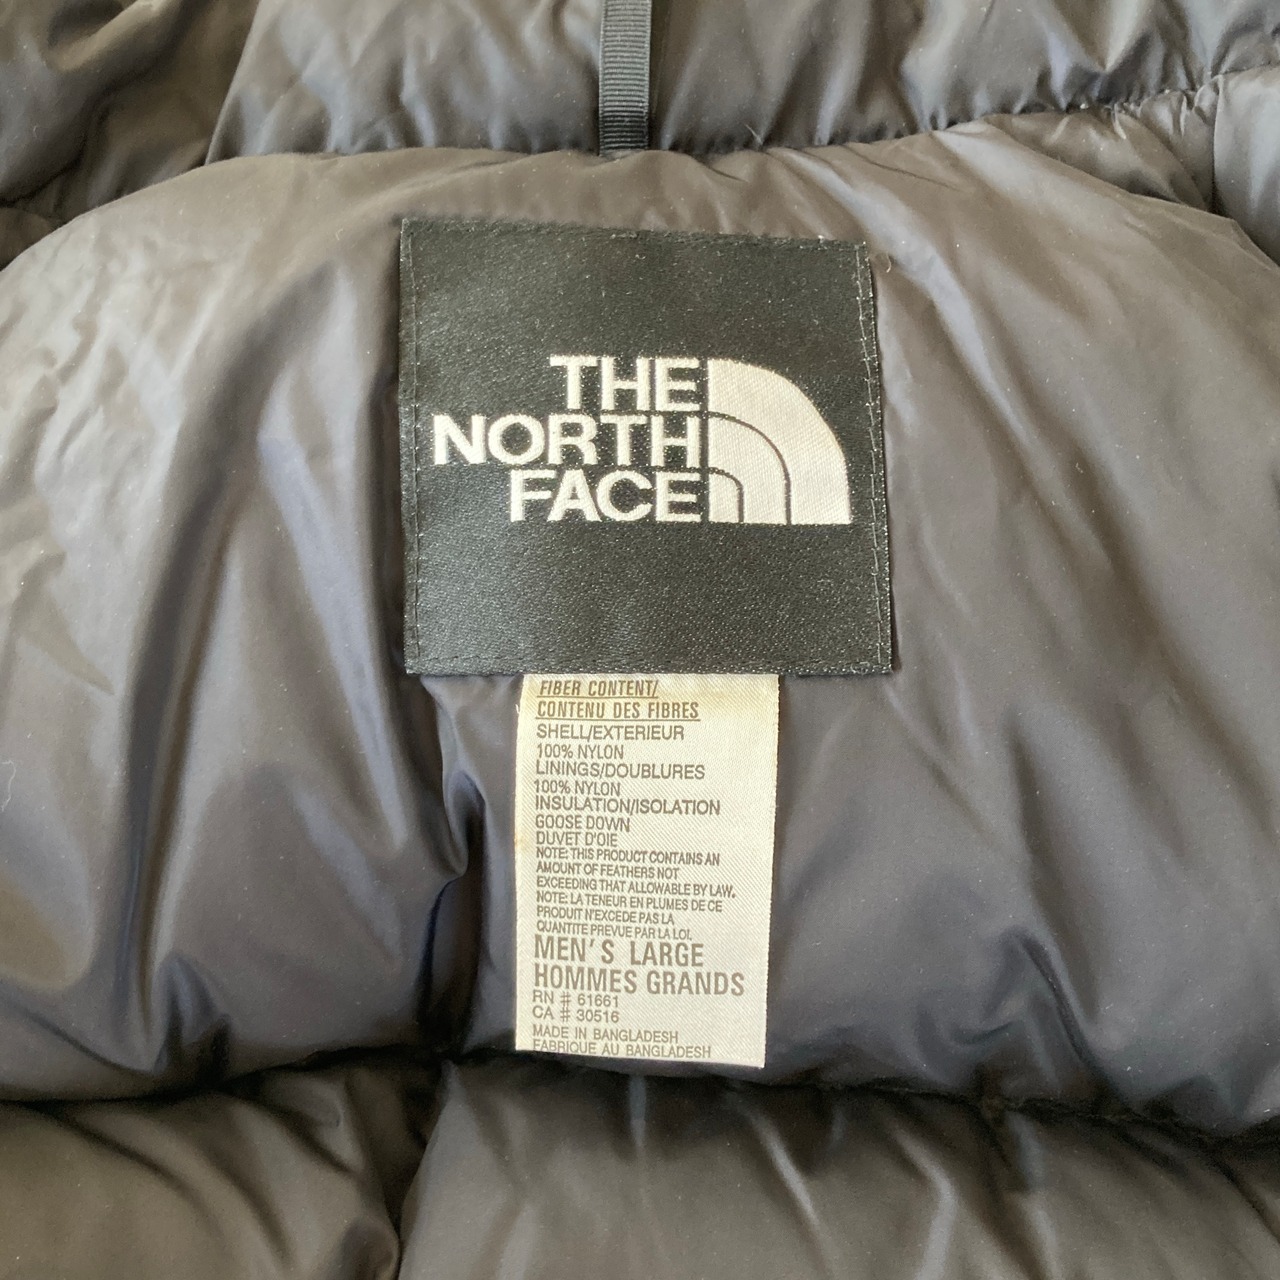 THE
NORTH
FACE
FIBER CONTENT/
CONTENU DES FIBRES
SHELL/EXTERIEUR
100% NYLON
LININGS/DOUBLURES
100% NYLON
INSULATION/ISOLATION
GOOSE DOWN
DUVET D'OIE
NOTE: THIS PRODUCT CONTAINS AN
AMOUNT OF FEATHERS NOT
EXCEEDING THAT ALLOWABLE BY LAW.
NOTE: LA TENEUR EN PLUMES DE CE
PRODUIT N'EXCEDE PAS LA
QUANTITE PREVUE PAR LA LOI.
MEN'S LARGE
HOMMES GRANDS
RN # 61661
CA # 30516
MADE IN BANGLADESH
FABRIQUE AU BANGLADESH